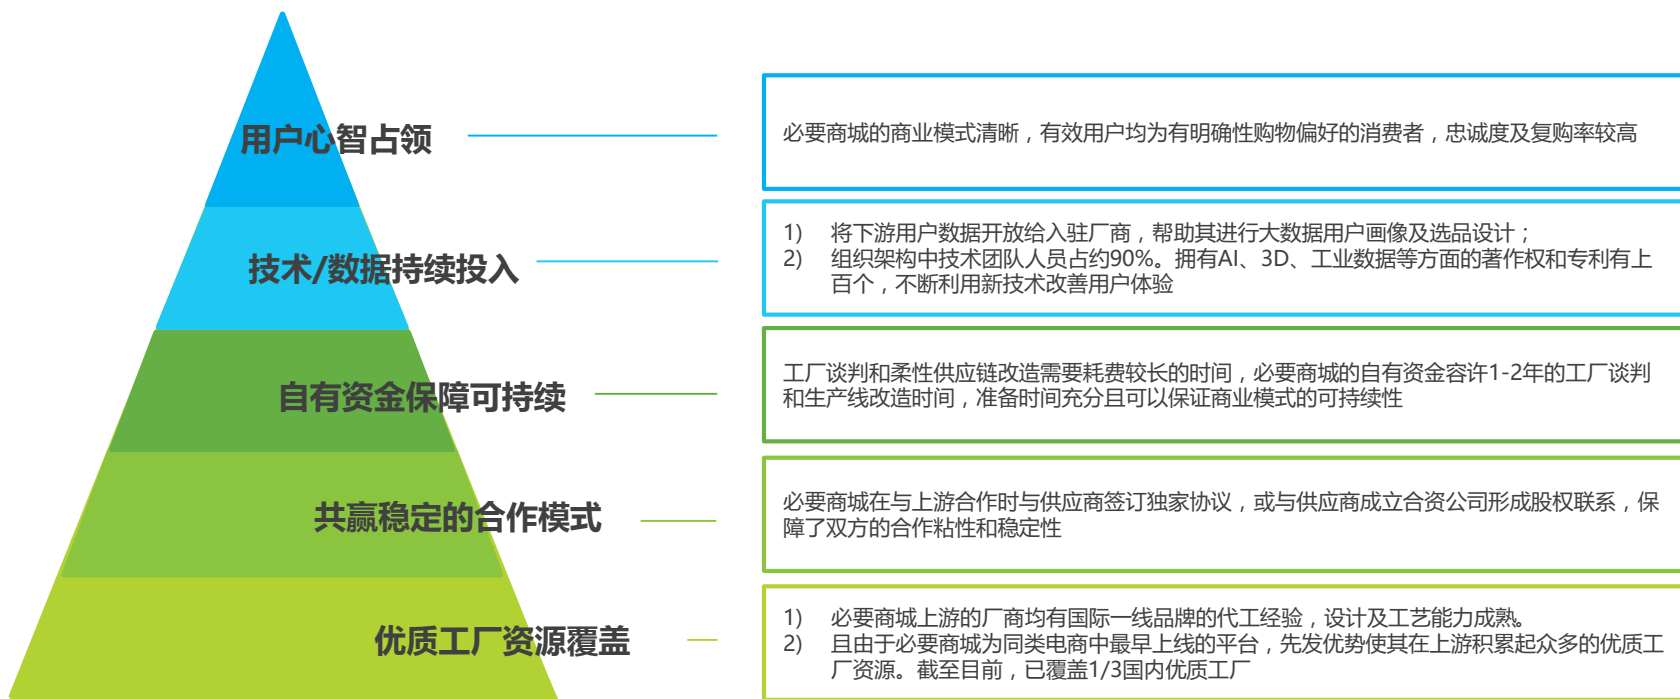 用户心智占领
必要商城的商业模式清晰，有效用户均为有明确性购物偏好的消费者，忠诚度及复购率较高
技术/数据持续投入
1) 将下游用户数据开放给入驻厂商，帮助其进行大数据用户画像及选品设计；
2) 组织架构中技术团队人员占约90%。拥有AI、3D、工业数据等方面的著作权和专利有上
百个，不断利用新技术改善用户体验
自有资金保障可持续
工厂谈判和柔性供应链改造需要耗费较长的时间，必要商城的自有资金容许1-2年的工厂谈判
和生产线改造时间，准备时间充分且可以保证商业模式的可持续性
共赢稳定的合作模式
必要商城在与上游合作时与供应商签订独家协议，或与供应商成立合资公司形成股权联系，保
障了双方的合作粘性和稳定性
优质工厂资源覆盖
1) 必要商城上游的厂商均有国际一线品牌的代工经验，设计及工艺能力成熟。
2) 且由于必要商城为同类电商中最早上线的平台，先发优势使其在上游积累起众多的优质工
厂资源。截至目前，已覆盖1/3国内优质工厂